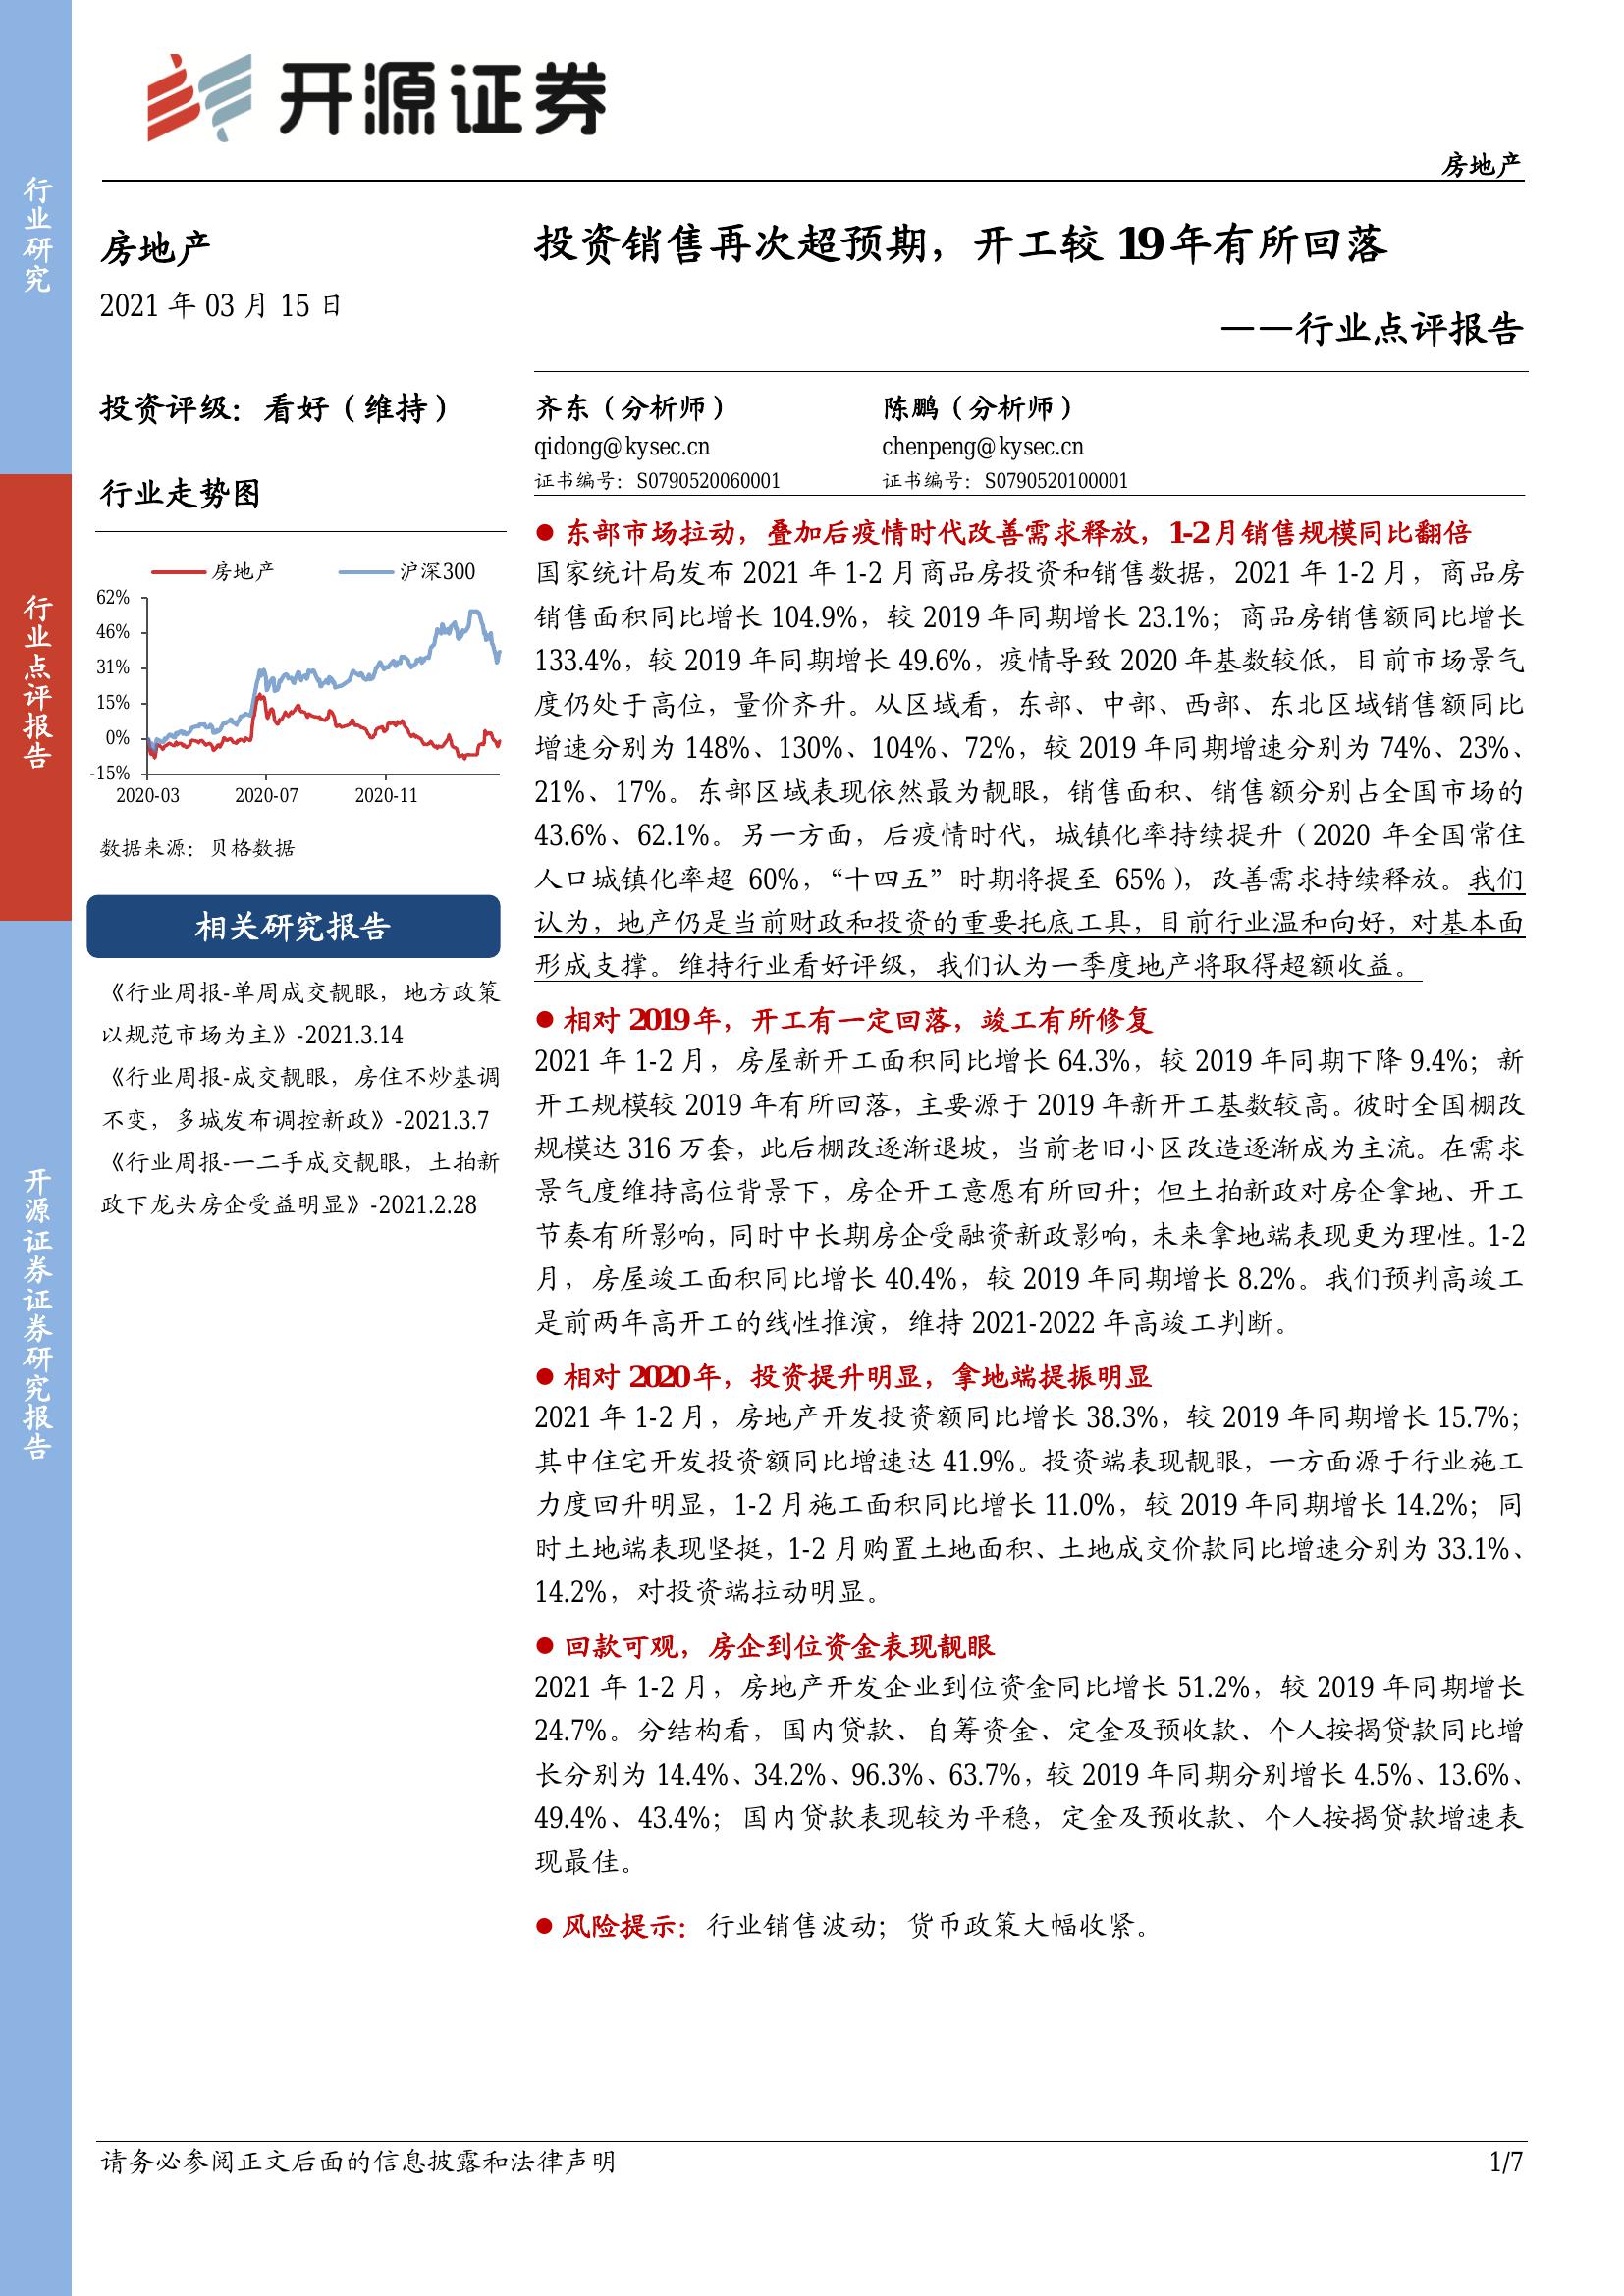 开源证券
房地产
行业研究
行业点评报告
开源证券证券研究报告
房地产
2021 年 03 月 15 日
投资评级：看好（维持）
行业走势图
房地产 沪深300
62%
46%
31%
15%
0%
-15%
2020-03 2020-07 2020-11
数据来源：贝格数据
相关研究报告
《行业周报-单周成交靓眼，地方政策
以规范市场为主》-2021.3.14
《行业周报-成交靓眼，房住不炒基调
不变，多城发布调控新政》-2021.3.7
《行业周报-一二手成交靓眼，土拍新
政下龙头房企受益明显》-2021.2.28
投资销售再次超预期，开工较 19 年有所回落
——行业点评报告
齐东（分析师） 陈鹏（分析师）
qidong@kysec.cn chenpeng@kysec.cn
证书编号：S0790520060001 证书编号：S0790520100001
● 东部市场拉动，叠加后疫情时代改善需求释放，1-2 月销售规模同比翻倍
国家统计局发布 2021 年 1-2 月商品房投资和销售数据，2021 年 1-2 月，商品房
销售面积同比增长 104.9%，较 2019 年同期增长 23.1%；商品房销售额同比增长
133.4%，较 2019 年同期增长 49.6%，疫情导致 2020 年基数较低，目前市场景气
度仍处于高位，量价齐升。从区域看，东部、中部、西部、东北区域销售额同比
增速分别为 148%、130%、104%、72%，较 2019 年同期增速分别为 74%、23%、
21%、17%。东部区域表现依然最为靓眼，销售面积、销售额分别占全国市场的
43.6%、62.1%。另一方面，后疫情时代，城镇化率持续提升（2020 年全国常住
人口城镇化率超 60%，“十四五”时期将提至 65%），改善需求持续释放。我们
认为，地产仍是当前财政和投资的重要托底工具，目前行业温和向好，对基本面
形成支撑。维持行业看好评级，我们认为一季度地产将取得超额收益。
● 相对 2019 年，开工有一定回落，竣工有所修复
2021 年 1-2 月，房屋新开工面积同比增长 64.3%，较 2019 年同期下降 9.4%；新
开工规模较 2019 年有所回落，主要源于 2019 年新开工基数较高。彼时全国棚改
规模达 316 万套，此后棚改逐渐退坡，当前老旧小区改造逐渐成为主流。在需求
景气度维持高位背景下，房企开工意愿有所回升；但土拍新政对房企拿地、开工
节奏有所影响，同时中长期房企受融资新政影响，未来拿地端表现更为理性。1-2
月，房屋竣工面积同比增长 40.4%，较 2019 年同期增长 8.2%。我们预判高竣工
是前两年高开工的线性推演，维持 2021-2022 年高竣工判断。
● 相对 2020 年，投资提升明显，拿地端提振明显
2021 年 1-2 月，房地产开发投资额同比增长 38.3%，较 2019 年同期增长 15.7%；
其中住宅开发投资额同比增速达 41.9%。投资端表现靓眼，一方面源于行业施工
力度回升明显，1-2 月施工面积同比增长 11.0%，较 2019 年同期增长 14.2%；同
时土地端表现坚挺，1-2 月购置土地面积、土地成交价款同比增速分别为 33.1%、
14.2%，对投资端拉动明显。
● 回款可观，房企到位资金表现靓眼
2021 年 1-2 月，房地产开发企业到位资金同比增长 51.2%，较 2019 年同期增长
24.7%。分结构看，国内贷款、自筹资金、定金及预收款、个人按揭贷款同比增
长分别为 14.4%、34.2%、96.3%、63.7%，较 2019 年同期分别增长 4.5%、13.6%、
49.4%、43.4%；国内贷款表现较为平稳，定金及预收款、个人按揭贷款增速表
现最佳。
● 风险提示：行业销售波动；货币政策大幅收紧。
请务必参阅正文后面的信息披露和法律声明 1/7